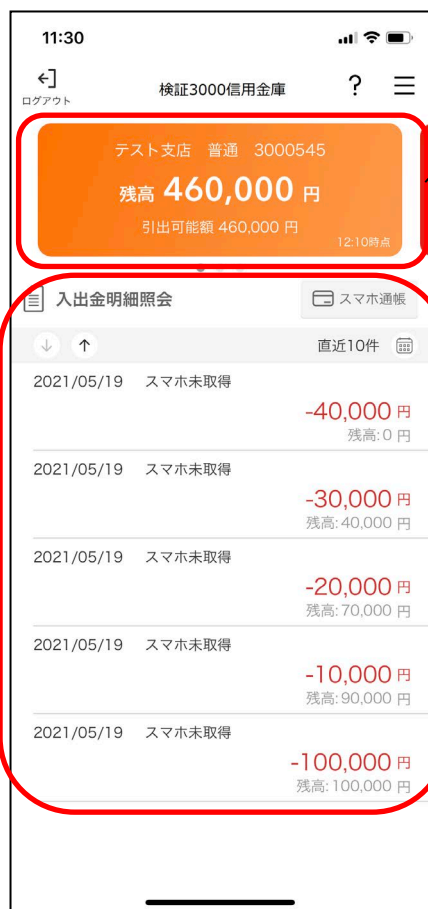 11:30
ログアウト
検証3000信用金庫
?
テスト支店 普通 3000545
残高 460,000 円
引出可能額 460,000 円
12:10時点
入出金明細照会
スマホ通帳
直近10件
2021/05/19 スマホ未取得
-40,000 円
残高:0 円
2021/05/19 スマホ未取得
-30,000 円
残高:40,000 円
2021/05/19 スマホ未取得
-20,000 円
残高:70,000 円
2021/05/19 スマホ未取得
-10,000 円
残高:90,000 円
2021/05/19 スマホ未取得
-100,000 円
残高:100,000 円